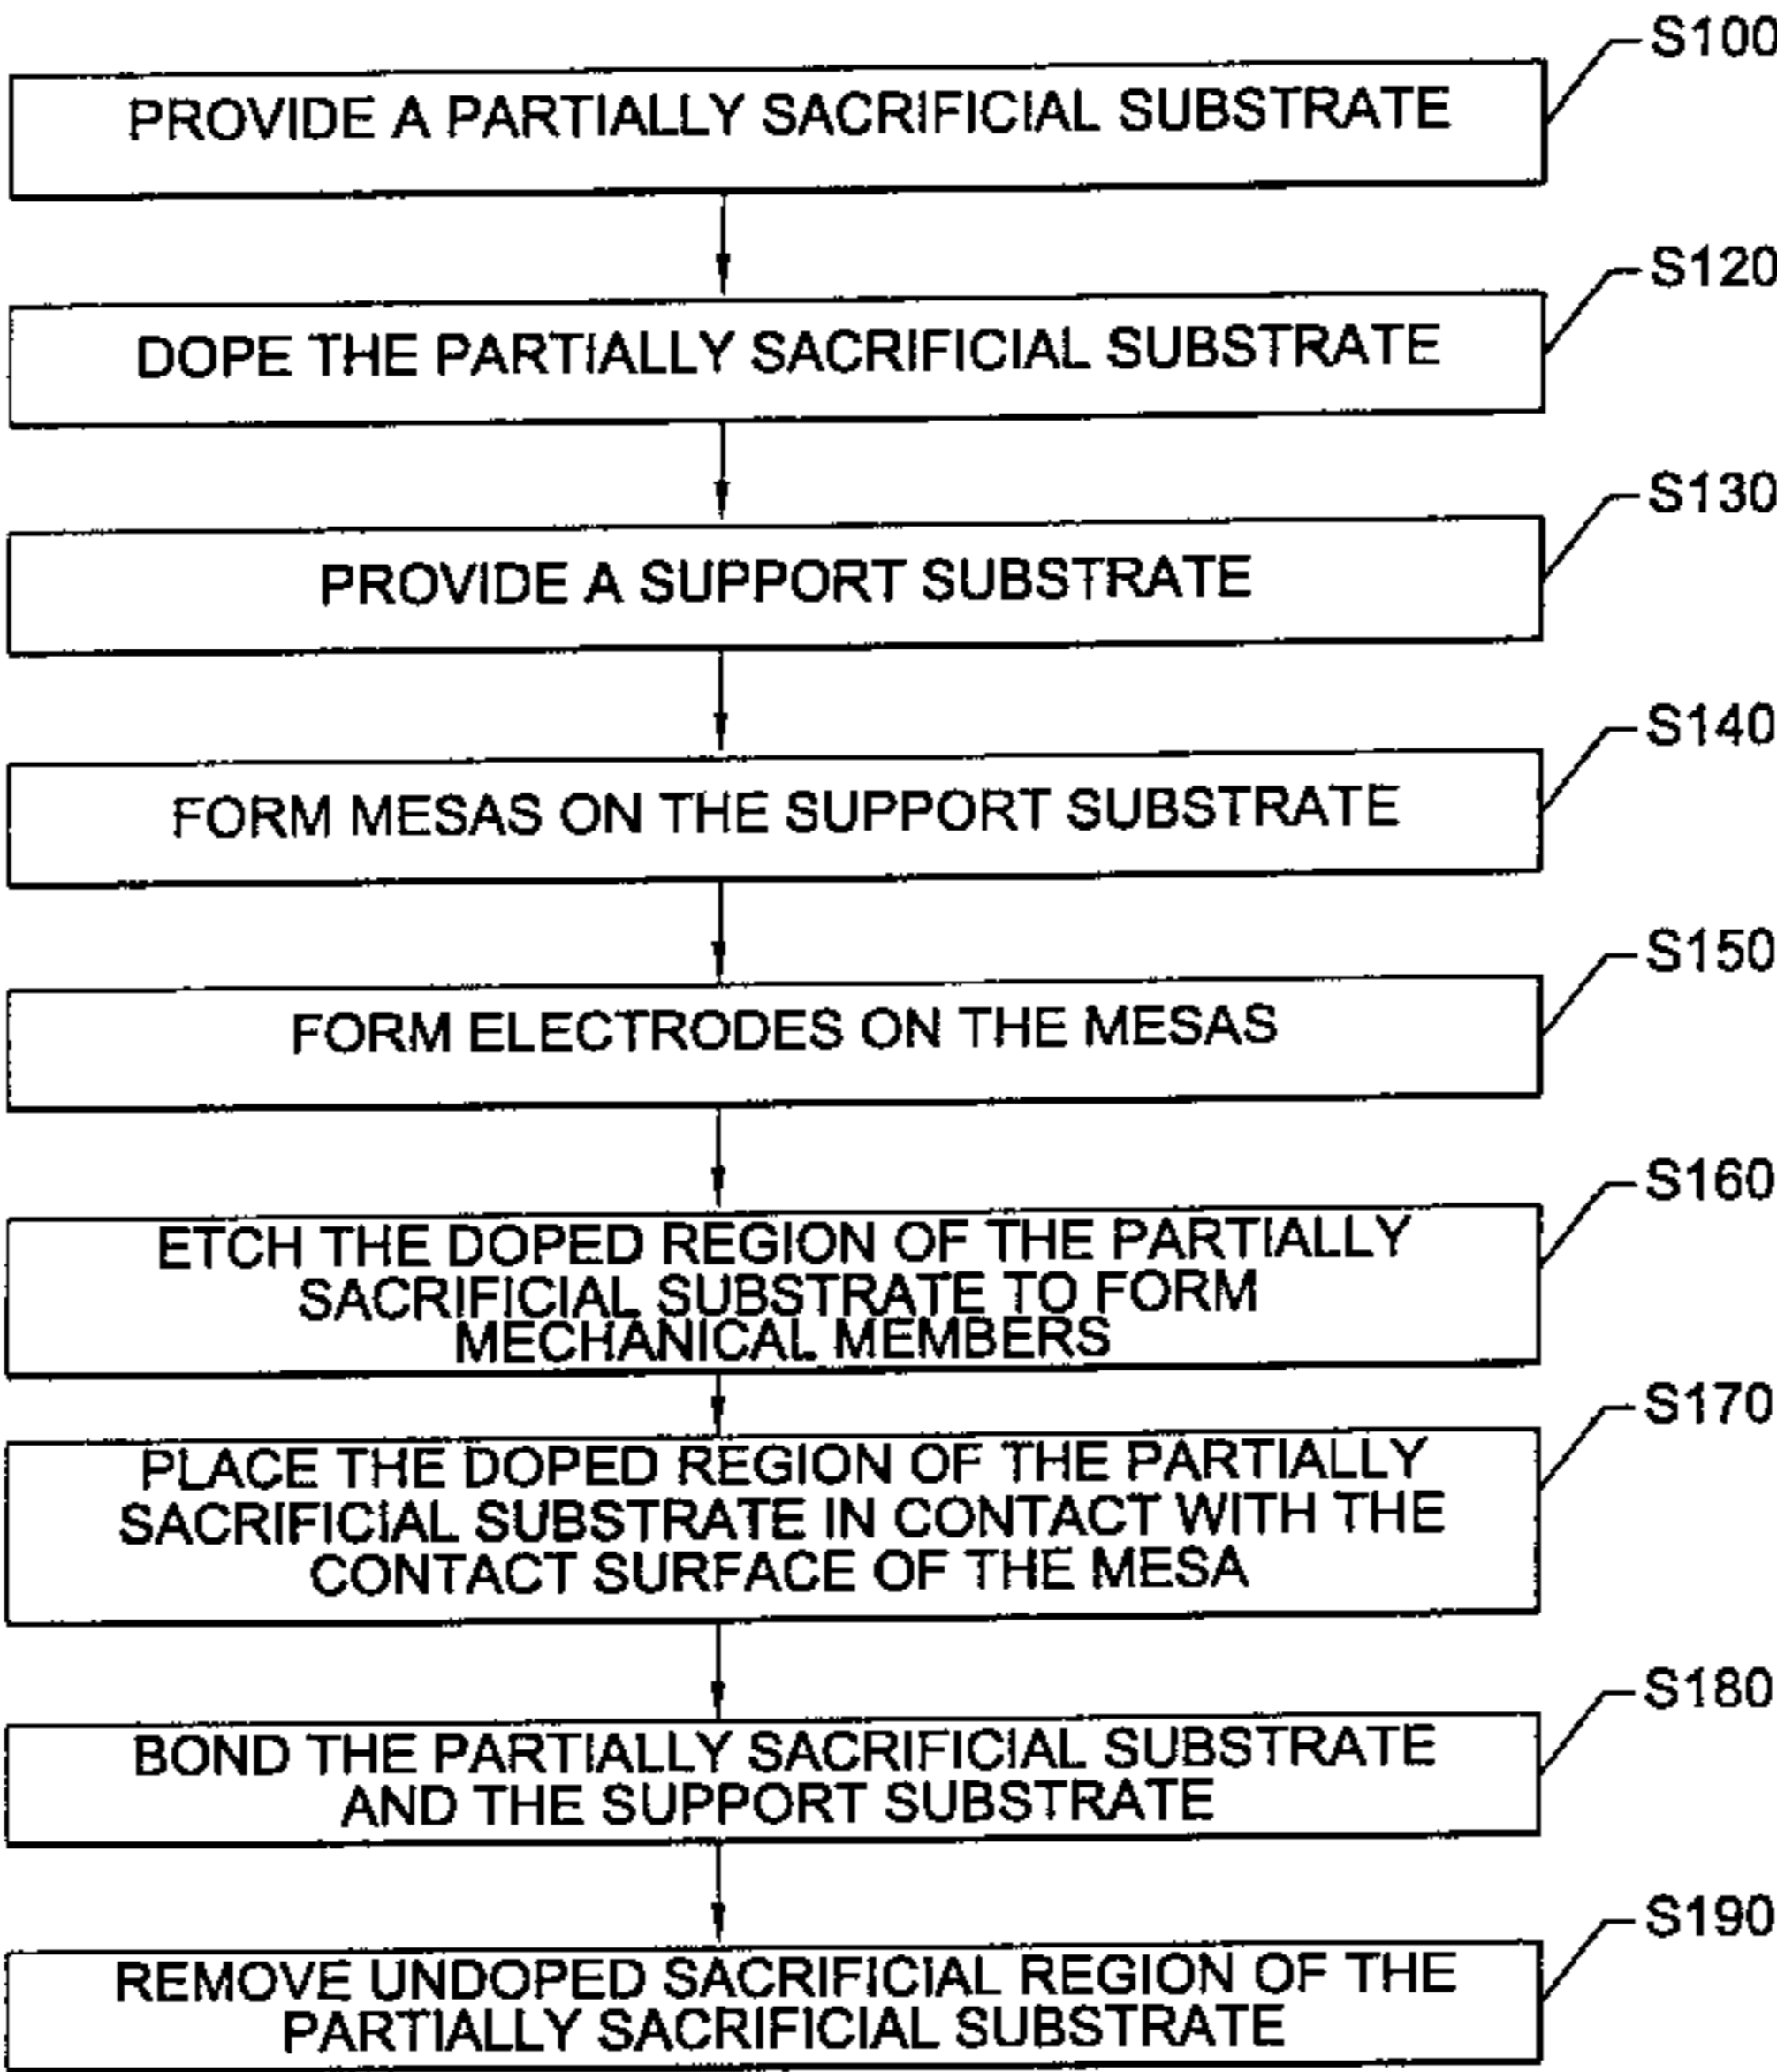 S100
PROVIDE A PARTIALLY SACRIFICIAL SUBSTRATE
S120
DOPE THE PARTIALLY SACRIFICIAL SUBSTRATE
S130
PROVIDE A SUPPORT SUBSTRATE
S140
FORM MESAS ON THE SUPPORT SUBSTRATE
S150
FORM ELECTRODES ON THE MESAS
S160
ETCH THE DOPED REGION OF THE PARTIALLY
SACRIFICIAL SUBSTRATE TO FORM
MECHANICAL MEMBERS
S170
PLACE THE DOPED REGION OF THE PARTIALLY
SACRIFICIAL SUBSTRATE IN CONTACT WITH THE
CONTACT SURFACE OF THE MESA
S180
BOND THE PARTIALLY SACRIFICIAL SUBSTRATE
AND THE SUPPORT SUBSTRATE
S190
REMOVE UNDOPED SACRIFICIAL REGION OF THE
PARTIALLY SACRIFICIAL SUBSTRATE